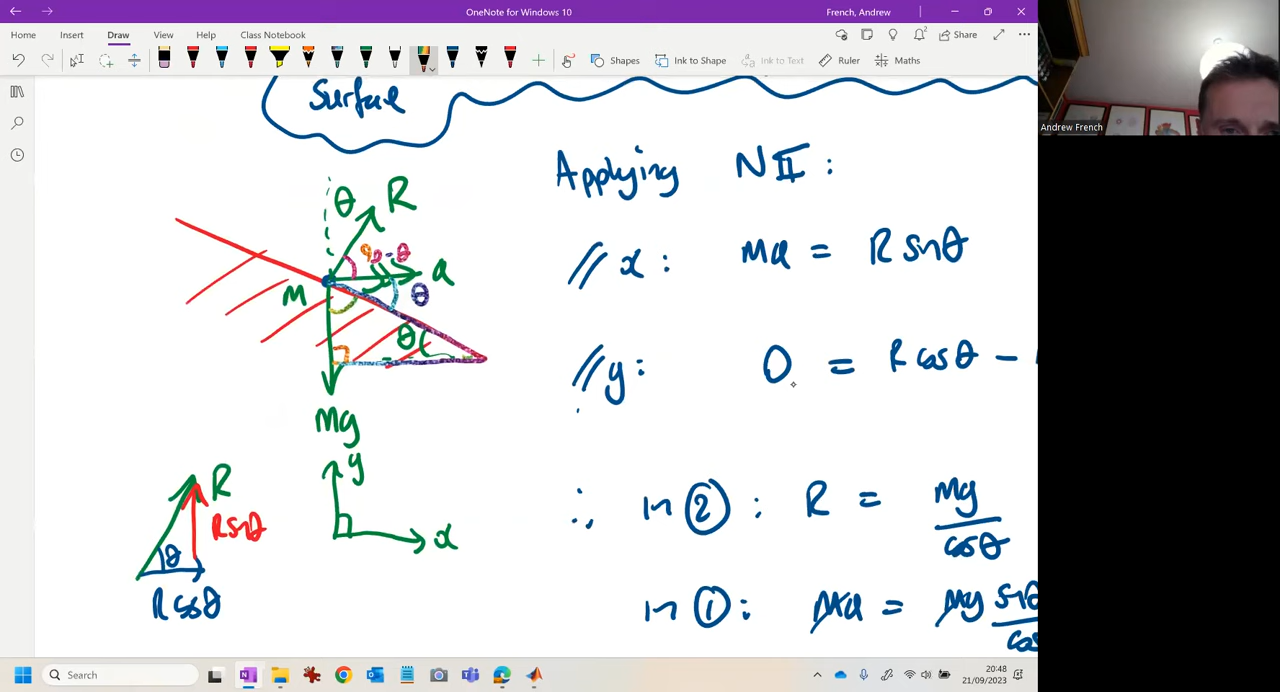 OneNote for Windows 10
French, Andrew
Home Insert Draw View Help Class Notebook
Share
Shapes Ink to Shape Ink to Text Ruler Maths
Andrew French
Surface
Applying NII:
θ R
90-θ
a
M
θ
θ
Mg
// x: Ma = R sinθ
// y: 0 = R cosθ -
y
x
R
R sinθ
θ
R cosθ
∴ in ②: R = Mg/cosθ
in ①: Ma = Mg sinθ/cos
Search
20:48
21/09/2023